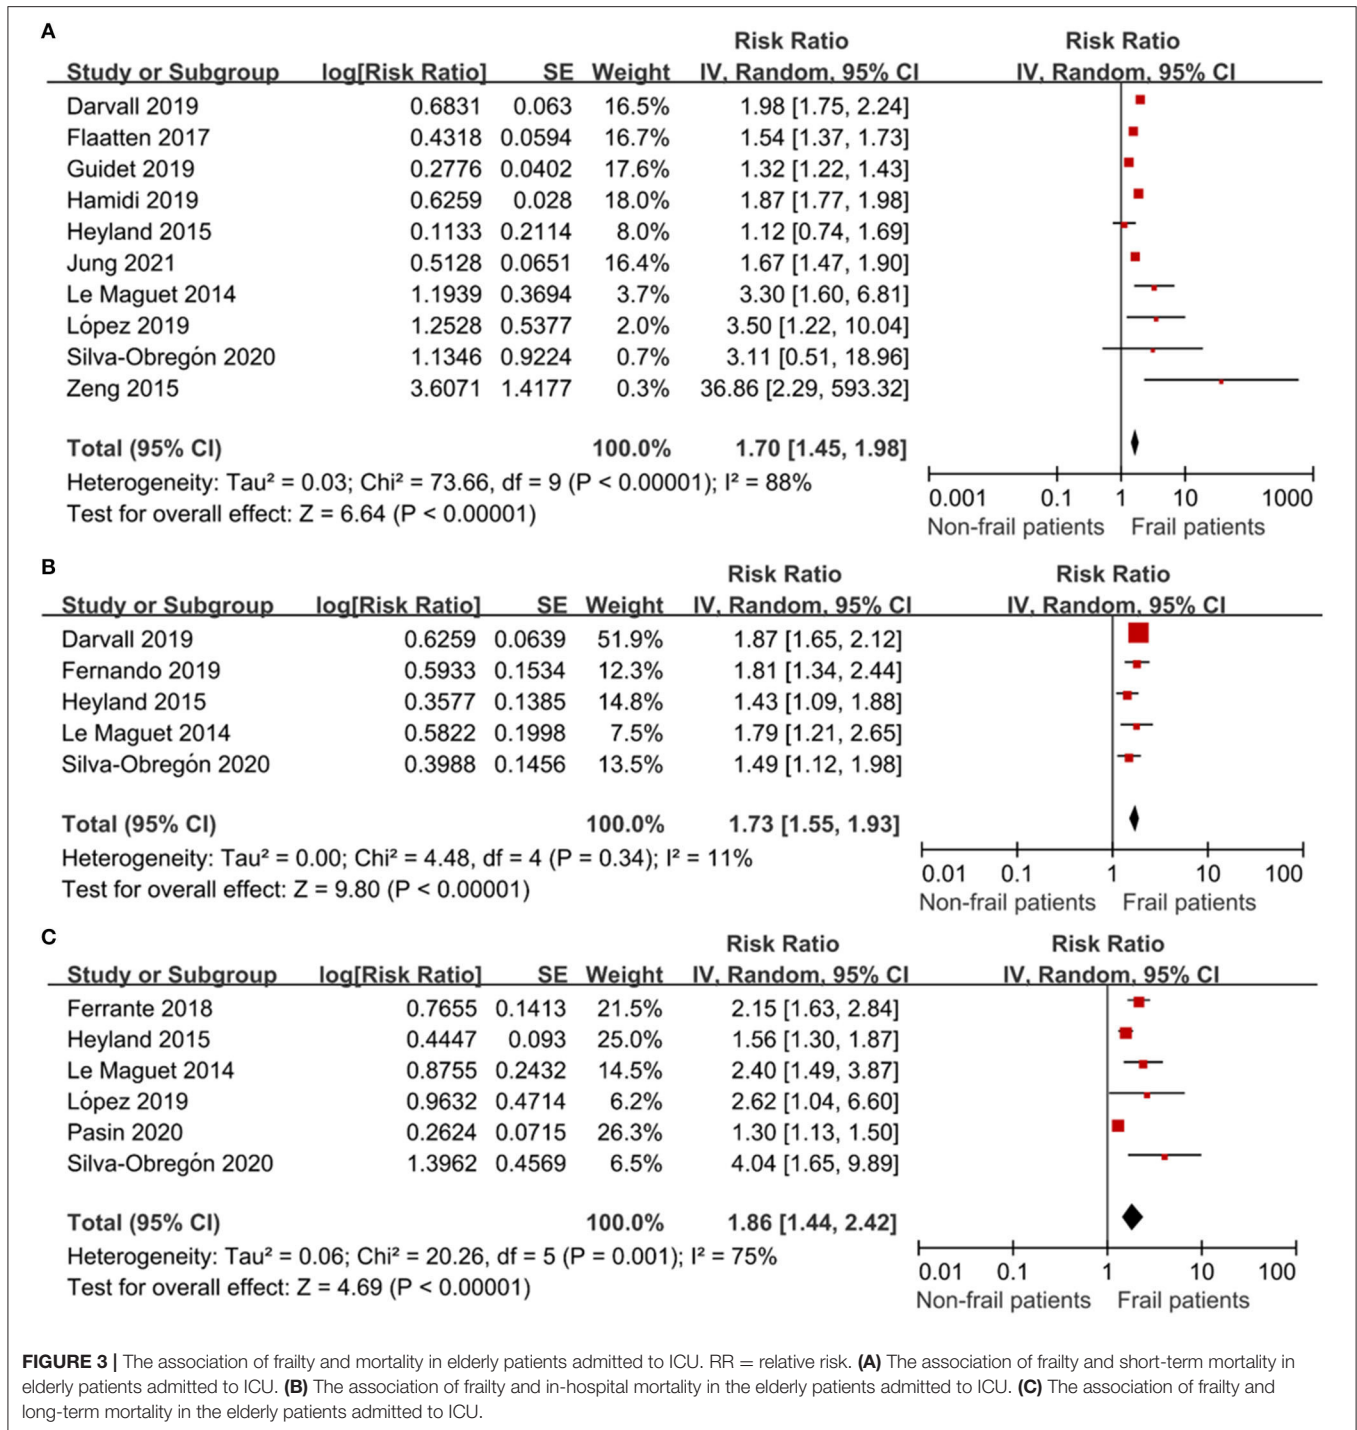 A
Risk Ratio Risk Ratio
Study or Subgroup log[Risk Ratio] SE Weight IV, Random, 95% CI IV, Random, 95% CI
Darvall 2019 0.6831 0.063 16.5% 1.98 [1.75, 2.24]
Flaatten 2017 0.4318 0.0594 16.7% 1.54 [1.37, 1.73]
Guidet 2019 0.2776 0.0402 17.6% 1.32 [1.22, 1.43]
Hamidi 2019 0.6259 0.028 18.0% 1.87 [1.77, 1.98]
Heyland 2015 0.1133 0.2114 8.0% 1.12 [0.74, 1.69]
Jung 2021 0.5128 0.0651 16.4% 1.67 [1.47, 1.90]
Le Maguet 2014 1.1939 0.3694 3.7% 3.30 [1.60, 6.81]
López 2019 1.2528 0.5377 2.0% 3.50 [1.22, 10.04]
Silva-Obregón 2020 1.1346 0.9224 0.7% 3.11 [0.51, 18.96]
Zeng 2015 3.6071 1.4177 0.3% 36.86 [2.29, 593.32]
Total (95% CI) 100.0% 1.70 [1.45, 1.98]
Heterogeneity: Tau² = 0.03; Chi² = 73.66, df = 9 (P < 0.00001); I² = 88%
Test for overall effect: Z = 6.64 (P < 0.00001)
0.001 0.1 1 10 1000
Non-frail patients Frail patients
B
Risk Ratio Risk Ratio
Study or Subgroup log[Risk Ratio] SE Weight IV, Random, 95% CI IV, Random, 95% CI
Darvall 2019 0.6259 0.0639 51.9% 1.87 [1.65, 2.12]
Fernando 2019 0.5933 0.1534 12.3% 1.81 [1.34, 2.44]
Heyland 2015 0.3577 0.1385 14.8% 1.43 [1.09, 1.88]
Le Maguet 2014 0.5822 0.1998 7.5% 1.79 [1.21, 2.65]
Silva-Obregón 2020 0.3988 0.1456 13.5% 1.49 [1.12, 1.98]
Total (95% CI) 100.0% 1.73 [1.55, 1.93]
Heterogeneity: Tau² = 0.00; Chi² = 4.48, df = 4 (P = 0.34); I² = 11%
Test for overall effect: Z = 9.80 (P < 0.00001)
0.01 0.1 1 10 100
Non-frail patients Frail patients
C
Risk Ratio Risk Ratio
Study or Subgroup log[Risk Ratio] SE Weight IV, Random, 95% CI IV, Random, 95% CI
Ferrante 2018 0.7655 0.1413 21.5% 2.15 [1.63, 2.84]
Heyland 2015 0.4447 0.093 25.0% 1.56 [1.30, 1.87]
Le Maguet 2014 0.8755 0.2432 14.5% 2.40 [1.49, 3.87]
López 2019 0.9632 0.4714 6.2% 2.62 [1.04, 6.60]
Pasin 2020 0.2624 0.0715 26.3% 1.30 [1.13, 1.50]
Silva-Obregón 2020 1.3962 0.4569 6.5% 4.04 [1.65, 9.89]
Total (95% CI) 100.0% 1.86 [1.44, 2.42]
Heterogeneity: Tau² = 0.06; Chi² = 20.26, df = 5 (P = 0.001); I² = 75%
Test for overall effect: Z = 4.69 (P < 0.00001)
0.01 0.1 1 10 100
Non-frail patients Frail patients
FIGURE 3 | The association of frailty and mortality in elderly patients admitted to ICU. RR = relative risk. (A) The association of frailty and short-term mortality in
elderly patients admitted to ICU. (B) The association of frailty and in-hospital mortality in the elderly patients admitted to ICU. (C) The association of frailty and
long-term mortality in the elderly patients admitted to ICU.